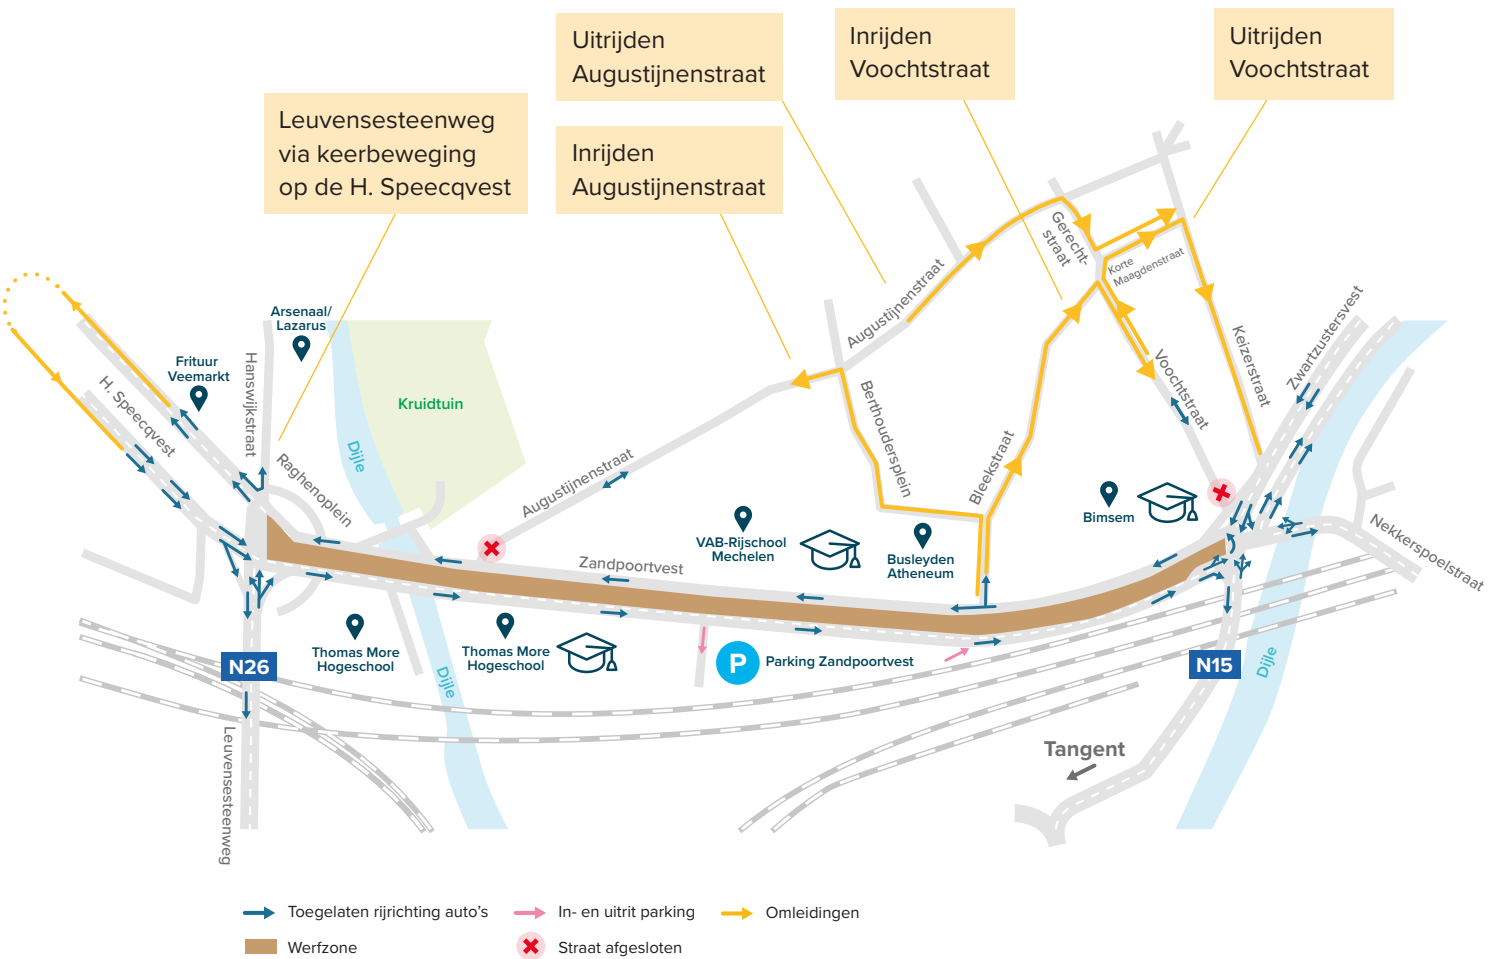 Uitrijden
Augustijnenstraat
Inrijden
Voochtstraat
Uitrijden
Voochtstraat
Leuvensesteenweg
via keerbeweging
op de H. Speecqvest
Inrijden
Augustijnenstraat
Gerecht-
straat
Korte
Maagdenstraat
Augustijnenstraat
Arsenaal/
Lazarus
Frituur
Veemarkt
Hanswijkstraat
H. Speecqvest
Kruidtuin
Dijle
Raghenoplein
Augustijnenstraat
Berthoudersplein
Bleekstraat
Voochtstraat
Keizerstraat
Zwartzustersvest
Nekkerspoelstraat
Bimsem
VAB-Rijschool
Mechelen
Busleyden
Atheneum
Zandpoortvest
Thomas More
Hogeschool
Thomas More
Hogeschool
P
Parking Zandpoortvest
N26
N15
Dijle
Dijle
Leuvensesteenweg
Tangent
Toegelaten rijrichting auto's
In- en uitrit parking
Omleidingen
Werfzone
Straat afgesloten